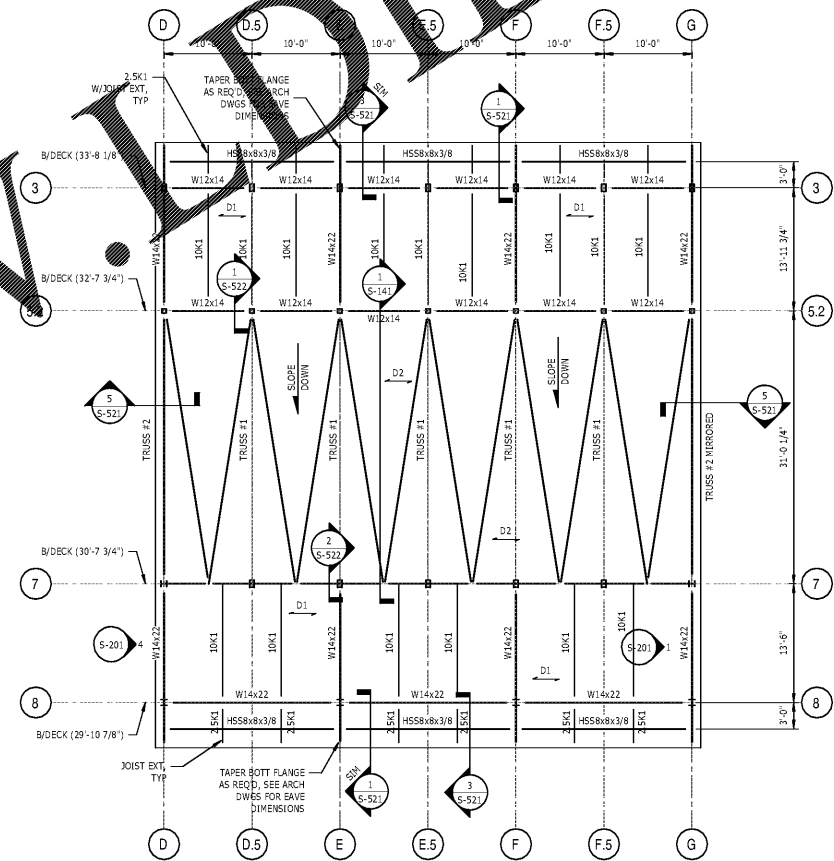 D D.5 E E.5 F F.5 G
10'-0" 10'-0" 10'-0" 10'-0" 10'-0" 10'-0"
2.5K1
W/JOIST EXT,
TYP
TAPER BOTT FLANGE
AS REQ'D, SEE ARCH
DWGS FOR EAVE
DIMENSIONS
SIM
3
S-521
1
S-521
B/DECK (33'-8 1/8")
HSS8x8x3/8 HSS8x8x3/8 HSS8x8x3/8
3'-0"
3 3
W12x14 W12x14 W12x14 W12x14 W12x14 W12x14
D1 D1
W14x22 10K1 10K1 10K1 10K1 10K1 W14x22 10K1 10K1 W14x22
13'-11 3/4"
B/DECK (32'-7 3/4")
1
S-522
1
S-141
W12x14 W12x14 W12x14 W12x14 W12x14 W12x14
5.2 5.2
SLOPE
DOWN
SLOPE
DOWN
D2
5
S-521
5
S-521
TRUSS #2 TRUSS #1 TRUSS #1 TRUSS #1 TRUSS #1 TRUSS #1 TRUSS #2 MIRRORED
31'-0 1/4"
D2
2
S-522
B/DECK (30'-7 3/4")
7 7
D1
W14x22 10K1 10K1 W14x22 10K1 10K1 W14x22 10K1 10K1 W14x22
S-201 4
S-201 1
13'-6"
D1
W14x22 W14x22 W14x22
8 8
B/DECK (29'-10 7/8")
HSS8x8x3/8 HSS8x8x3/8 HSS8x8x3/8
2.5K1 2.5K1 2.5K1 2.5K1 2.5K1 2.5K1
3'-0"
JOIST EXT,
TYP
TAPER BOTT FLANGE
AS REQ'D, SEE ARCH
DWGS FOR EAVE
DIMENSIONS
SIM
1
S-521
3
S-521
D D.5 E E.5 F F.5 G